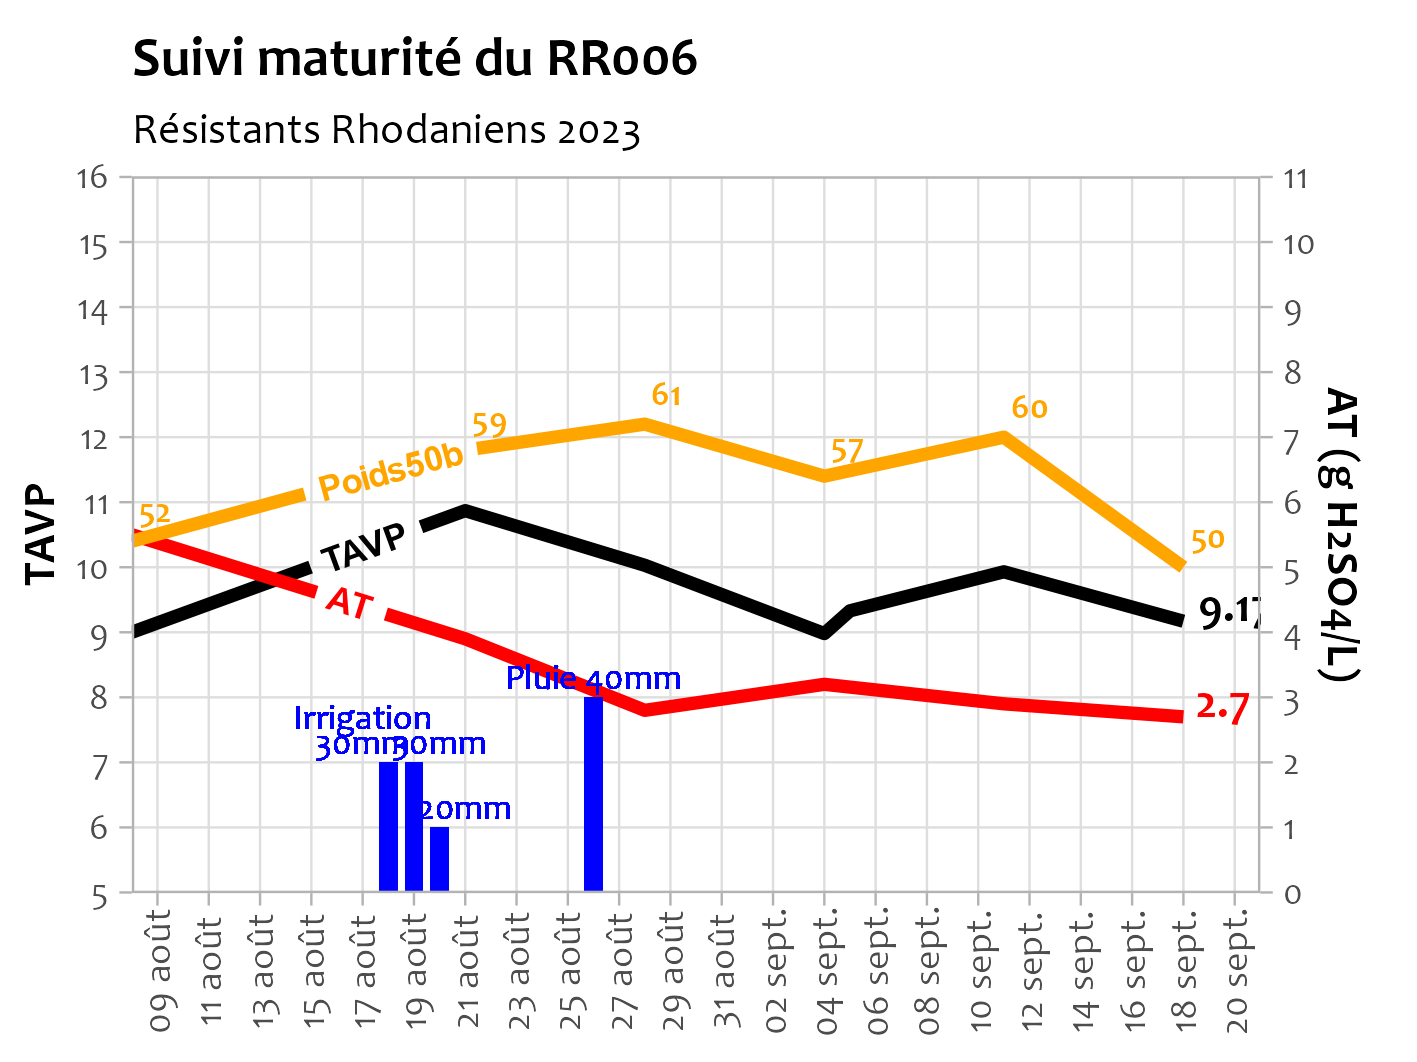 Suivi maturité du RR006
Résistants Rhodaniens 2023
TAVP
16
15
14
13
12
11
10
9
8
7
6
5
11
10
9
8
7
6
5
4
3
2
1
0
AT (g H2SO4/L)
61
60
59
57
52
50
Poids50b
TAVP
AT
9.17
2.7
Pluie 40mm
Irrigation
30mm
30mm
20mm
09 août
11 août
13 août
15 août
17 août
19 août
21 août
23 août
25 août
27 août
29 août
31 août
02 sept.
04 sept.
06 sept.
08 sept.
10 sept.
12 sept.
14 sept.
16 sept.
18 sept.
20 sept.